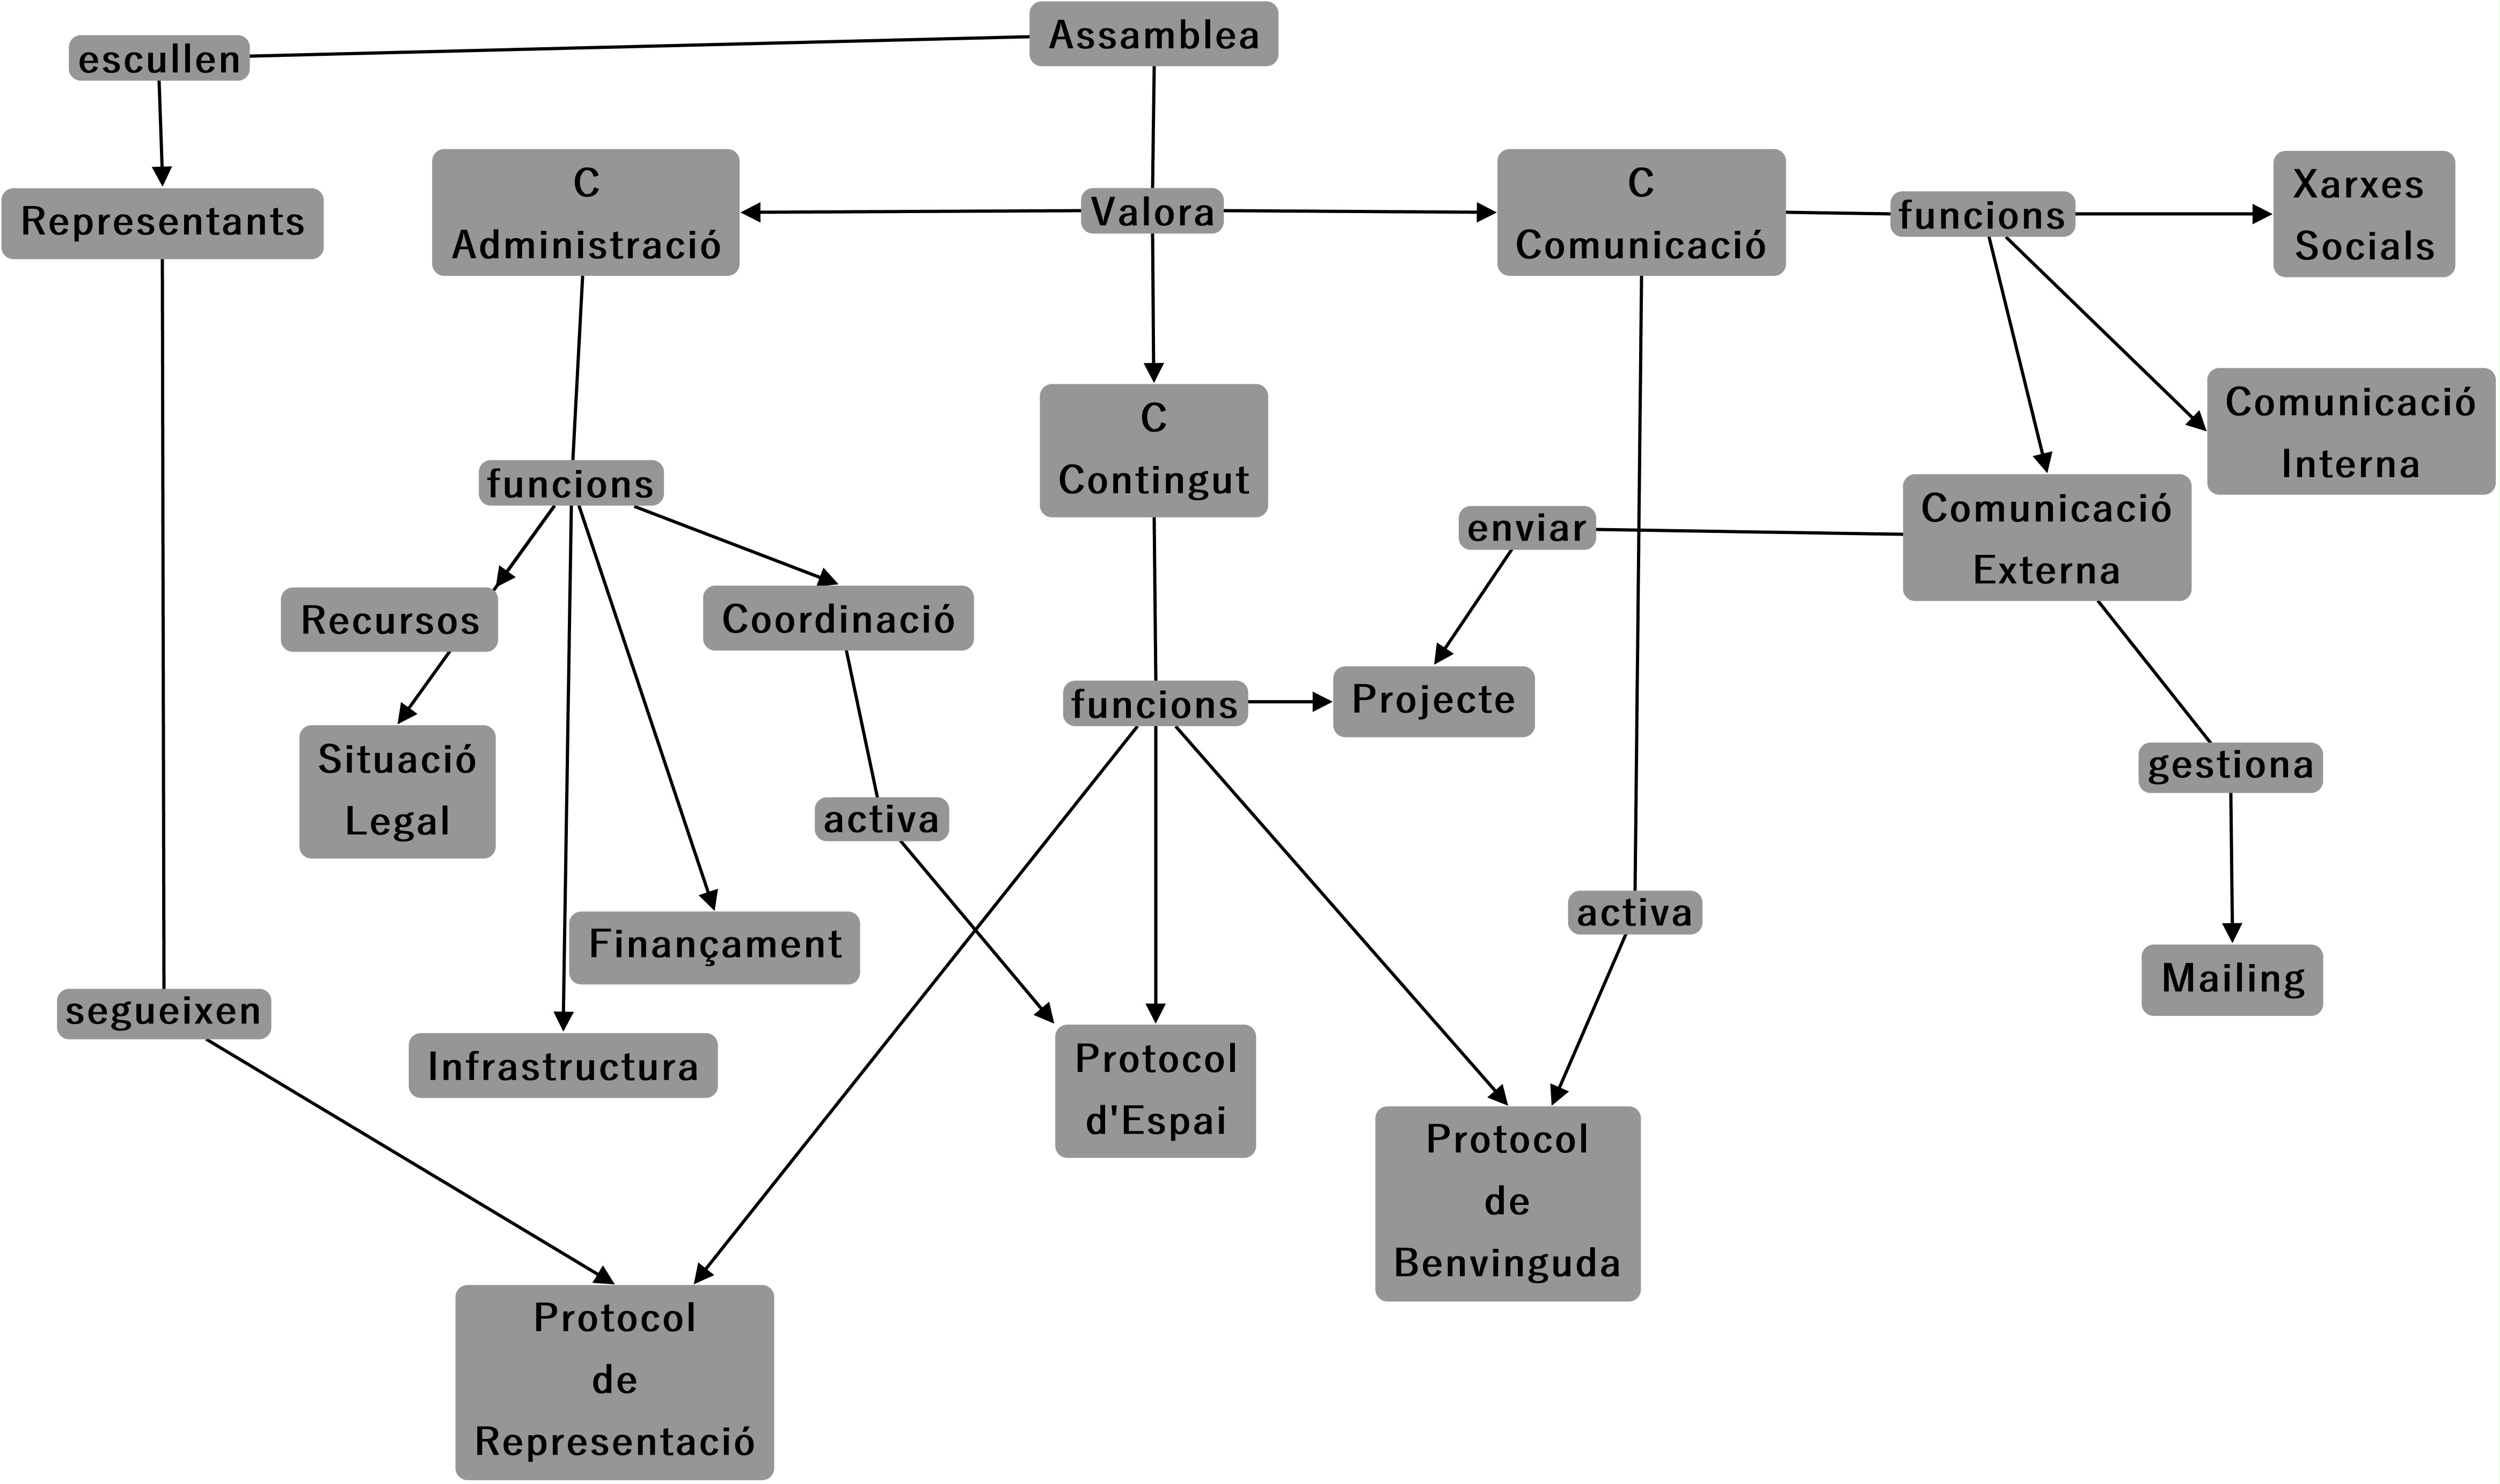 Assamblea
escullen
Representants
C
Administració
Valora
C
Comunicació
funcions
Xarxes
Socials
C
Contingut
Comunicació
Interna
funcions
enviar
Comunicació
Externa
Recursos
Coordinació
funcions
Projecte
Situació
Legal
activa
gestiona
Finançament
activa
Mailing
segueixen
Infrastructura
Protocol
d'Espai
Protocol
de
Benvinguda
Protocol
de
Representació